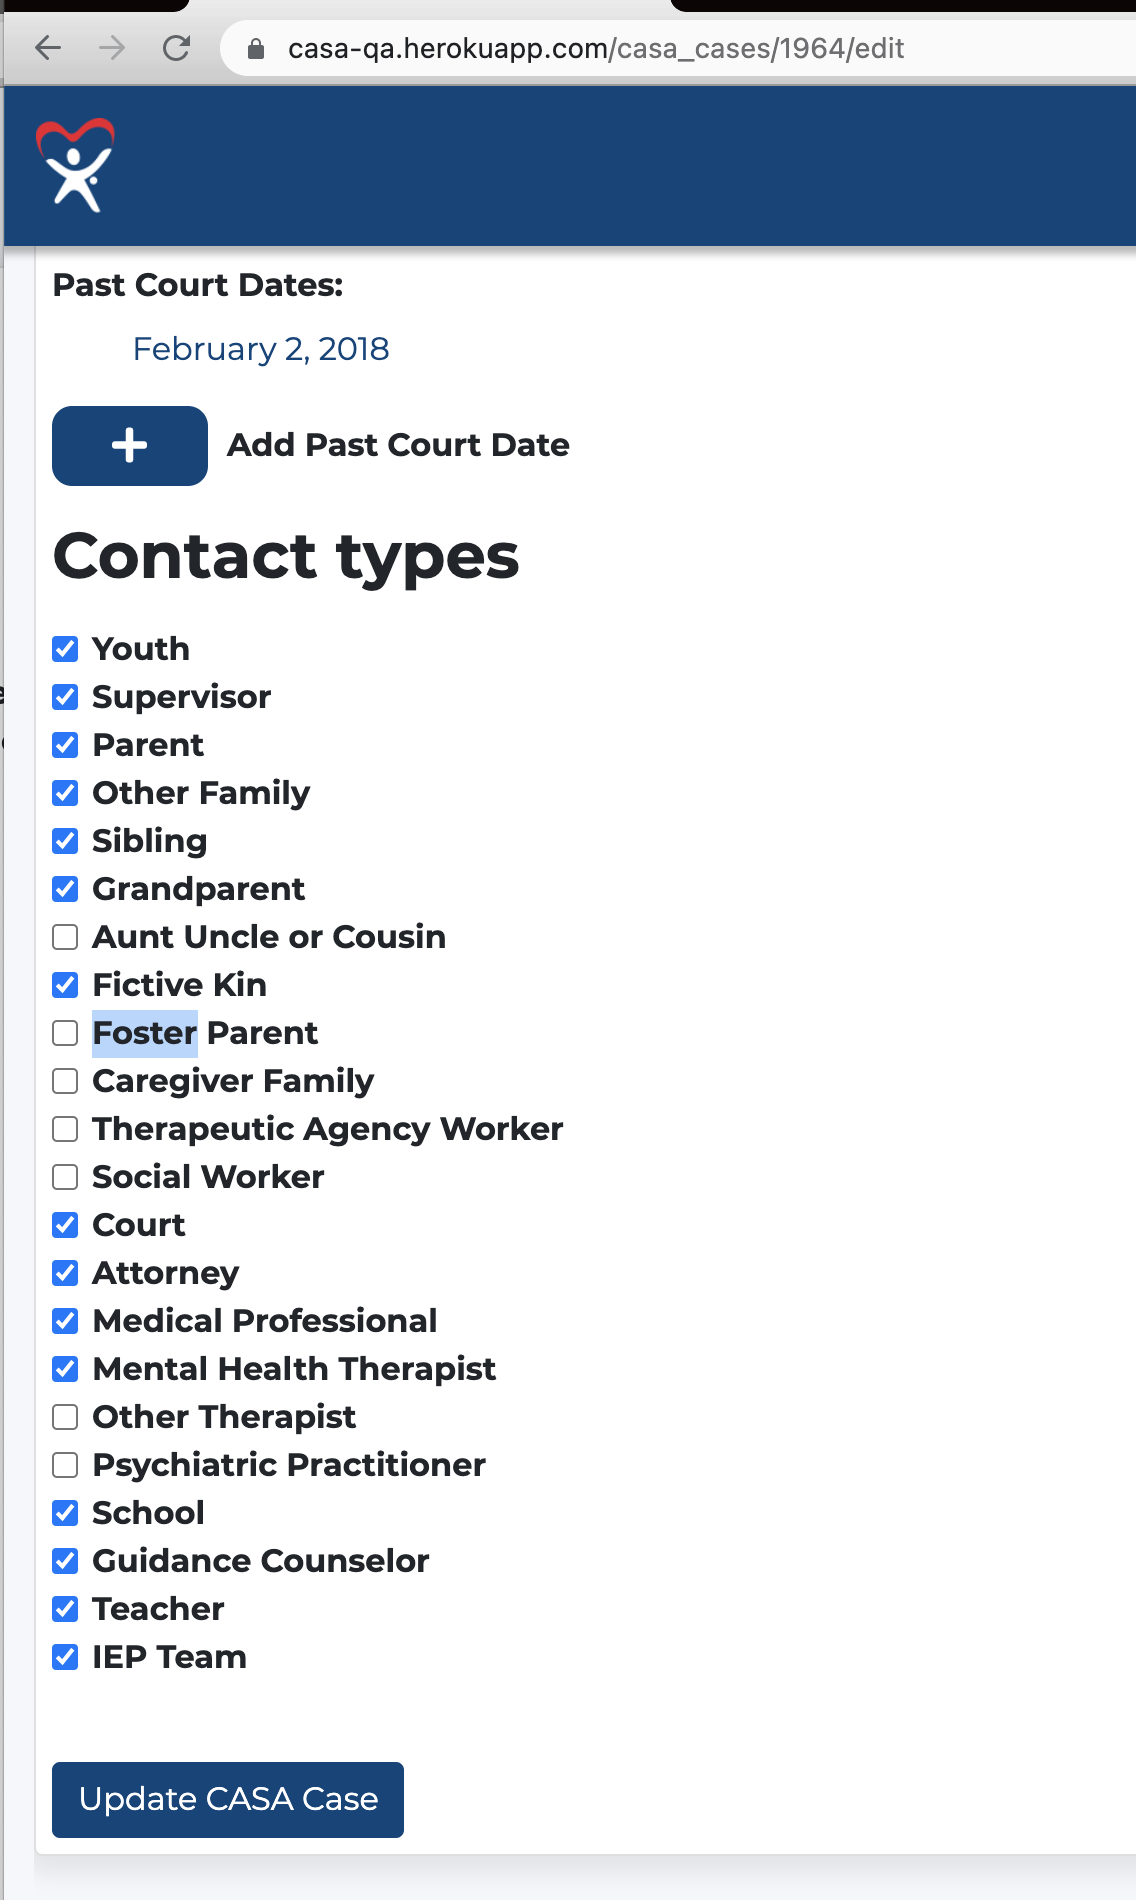 casa-qa.herokuapp.com/casa_cases/1964/edit
Past Court Dates:
February 2, 2018
Add Past Court Date
Contact types
Youth
Supervisor
Parent
Other Family
Sibling
Grandparent
Aunt Uncle or Cousin
Fictive Kin
Foster Parent
Caregiver Family
Therapeutic Agency Worker
Social Worker
Court
Attorney
Medical Professional
Mental Health Therapist
Other Therapist
Psychiatric Practitioner
School
Guidance Counselor
Teacher
IEP Team
Update CASA Case